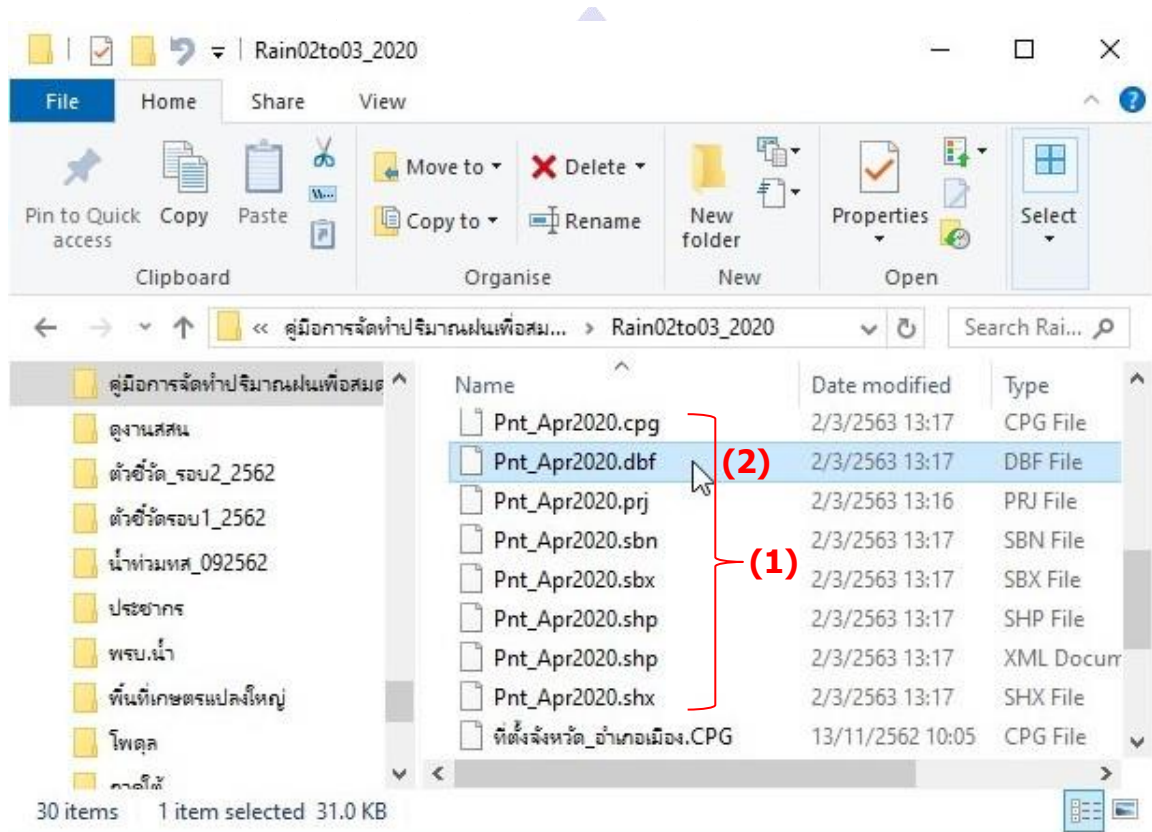 Rain02to03_2020
File Home Share View
Pin to Quick access
Copy
Paste
Move to
Copy to
Delete
Rename
New folder
Properties
Select
Clipboard Organise New Open
« คู่มือการจัดทำปริมาณฝนเพื่อสม... › Rain02to03_2020
Search Rai...
คู่มือการจัดทำปริมาณฝนเพื่อสมด
ดูงานสสน
ตัวชี้วัด_รอบ2_2562
ตัวชี้วัดรอบ1_2562
น้ำท่วมทส_092562
ประชากร
พรบ.น้ำ
พื้นที่เกษตรแปลงใหญ่
โพดุล
ภาคใต้
Name Date modified Type
Pnt_Apr2020.cpg 2/3/2563 13:17 CPG File
Pnt_Apr2020.dbf (2) 2/3/2563 13:17 DBF File
Pnt_Apr2020.prj 2/3/2563 13:16 PRJ File
Pnt_Apr2020.sbn 2/3/2563 13:17 SBN File
(1)
Pnt_Apr2020.sbx 2/3/2563 13:17 SBX File
Pnt_Apr2020.shp 2/3/2563 13:17 SHP File
Pnt_Apr2020.shp 2/3/2563 13:17 XML Docum
Pnt_Apr2020.shx 2/3/2563 13:17 SHX File
ที่ตั้งจังหวัด_อำเภอเมือง.CPG 13/11/2562 10:05 CPG File
30 items 1 item selected 31.0 KB